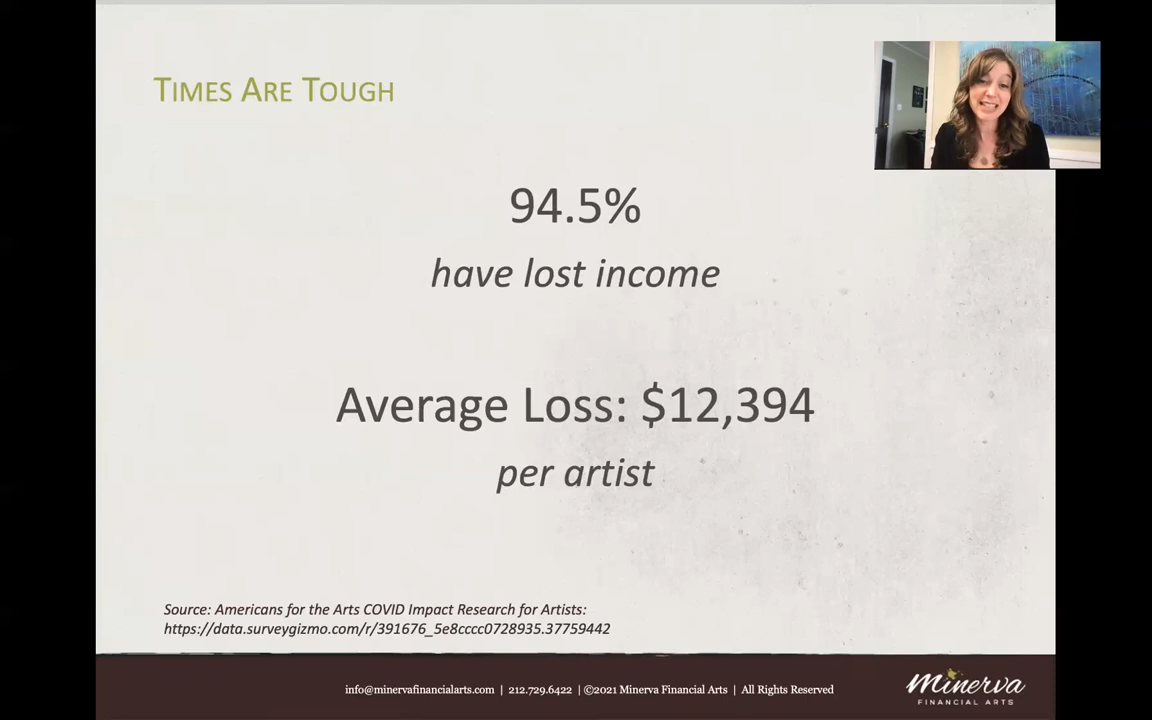 TIMES ARE TOUGH
94.5%
have lost income
Average Loss: $12,394
per artist
Source: Americans for the Arts COVID Impact Research for Artists:
https://data.surveygizmo.com/r/391676_5e8cccc0728935.37759442
info@minervafinancialarts.com | 212.729.6422 | ©2021 Minerva Financial Arts | All Rights Reserved
Minerva
FINANCIAL ARTS